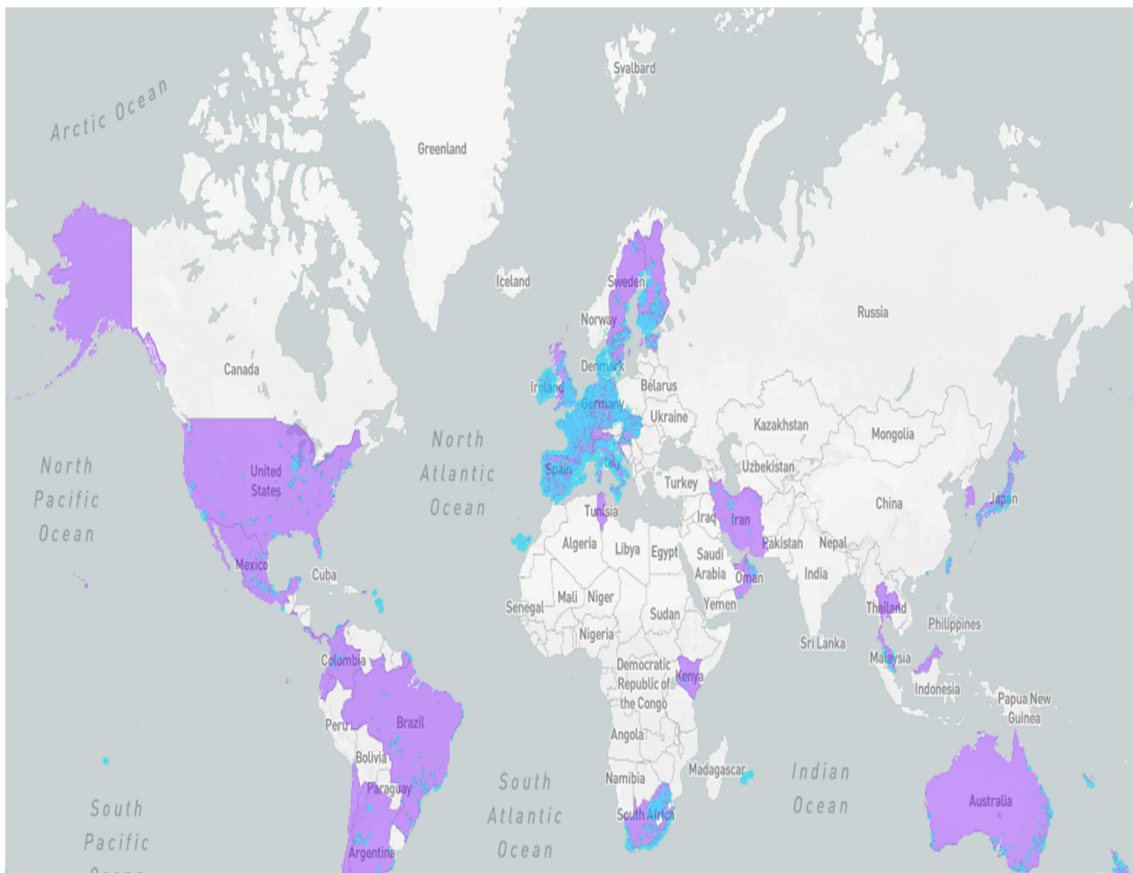 Svalbard
Arctic Ocean
Greenland
Iceland
Sweden
Norway
Russia
Canada
Denmark
Ireland
Belarus
Germany
Ukraine
Kazakhstan
Mongolia
North
Pacific
Ocean
United
States
North
Atlantic
Ocean
Spain
Italy
Uzbekistan
Turkey
China
Japan
Tunisia
Iraq
Iran
Algeria
Libya
Egypt
Pakistan
Nepal
Mexico
Cuba
Saudi
Arabia
Oman
India
Mali
Niger
Senegal
Sudan
Yemen
Thailand
Philippines
Nigeria
Sri Lanka
Colombia
Malaysia
Democratic
Republic of
the Congo
Kenya
Indonesia
Papua New
Guinea
Peru
Brazil
Angola
Bolivia
Namibia
Madagascar
Indian
Ocean
Paraguay
South
Atlantic
Ocean
South Africa
Australia
South
Pacific
Ocean
Argentina